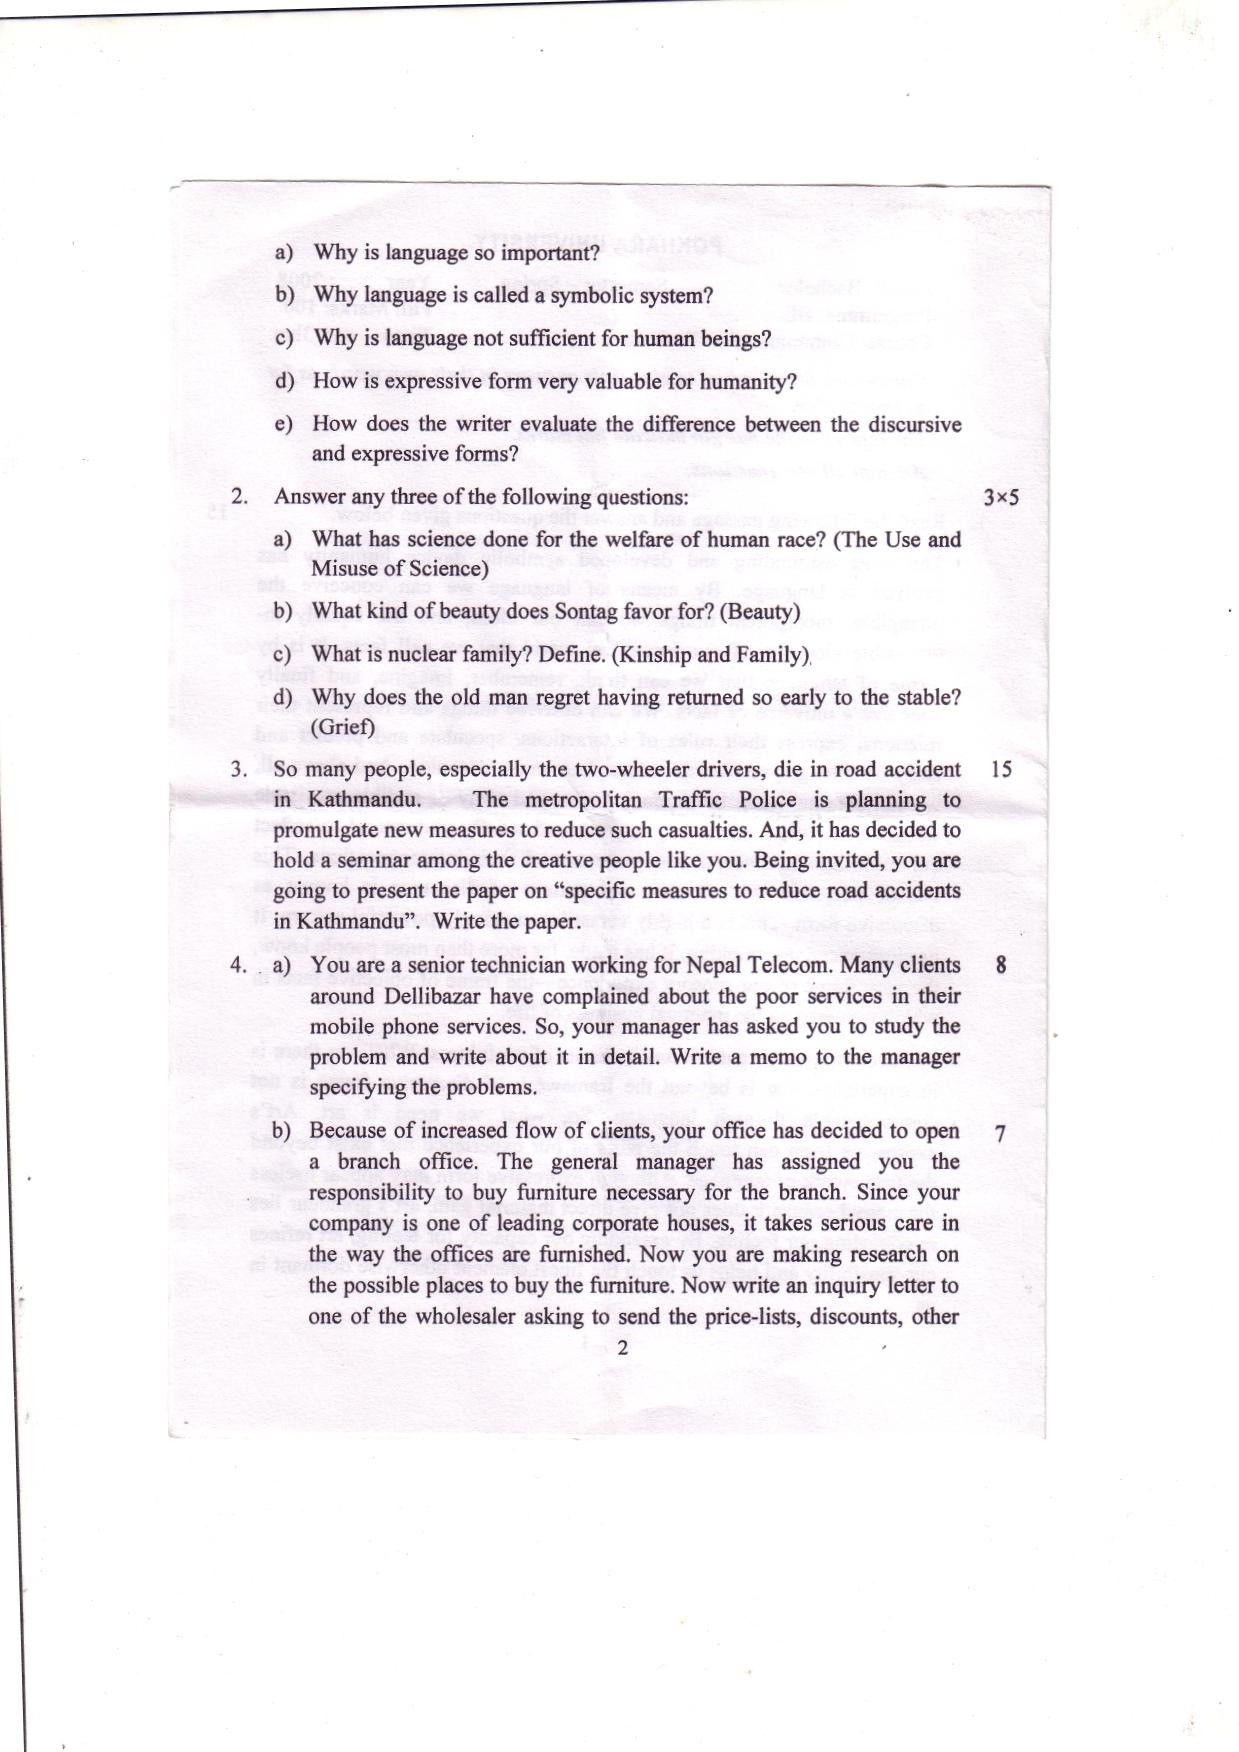 a) Why is language so important?
b) Why language is called a symbolic system?
c) Why is language not sufficient for human beings?
d) How is expressive form very valuable for humanity?
e) How does the writer evaluate the difference between the discursive
and expressive forms?
2. Answer any three of the following questions: 3×5
a) What has science done for the welfare of human race? (The Use and
Misuse of Science)
b) What kind of beauty does Sontag favor for? (Beauty)
c) What is nuclear family? Define. (Kinship and Family)
d) Why does the old man regret having returned so early to the stable?
(Grief)
3. So many people, especially the two-wheeler drivers, die in road accident 15
in Kathmandu. The metropolitan Traffic Police is planning to
promulgate new measures to reduce such casualties. And, it has decided to
hold a seminar among the creative people like you. Being invited, you are
going to present the paper on “specific measures to reduce road accidents
in Kathmandu”. Write the paper.
4. a) You are a senior technician working for Nepal Telecom. Many clients 8
around Dellibazar have complained about the poor services in their
mobile phone services. So, your manager has asked you to study the
problem and write about it in detail. Write a memo to the manager
specifying the problems.
b) Because of increased flow of clients, your office has decided to open 7
a branch office. The general manager has assigned you the
responsibility to buy furniture necessary for the branch. Since your
company is one of leading corporate houses, it takes serious care in
the way the offices are furnished. Now you are making research on
the possible places to buy the furniture. Now write an inquiry letter to
one of the wholesaler asking to send the price-lists, discounts, other
2